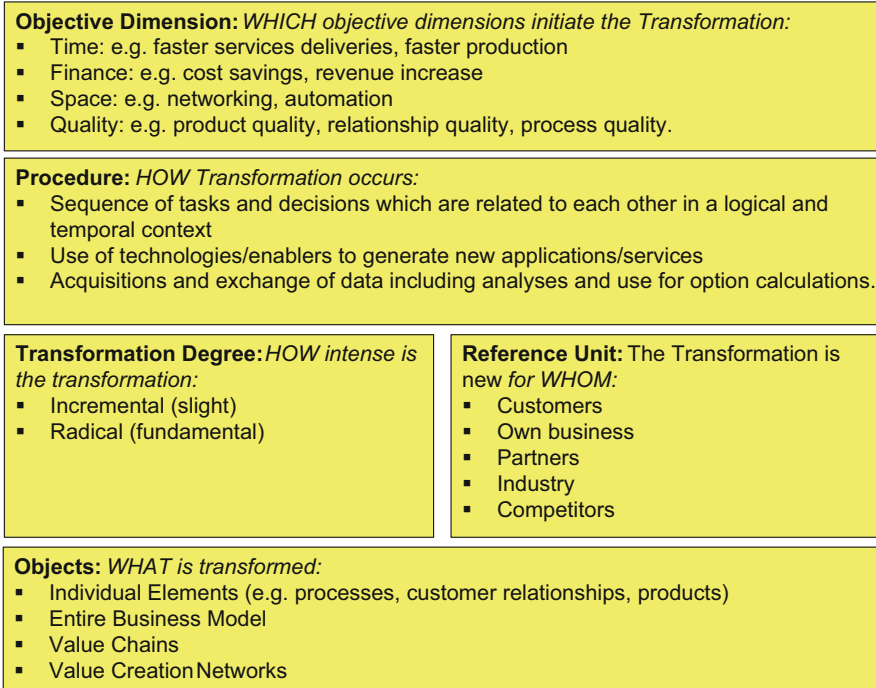 Objective Dimension: WHICH objective dimensions initiate the Transformation:
▪ Time: e.g. faster services deliveries, faster production
▪ Finance: e.g. cost savings, revenue increase
▪ Space: e.g. networking, automation
▪ Quality: e.g. product quality, relationship quality, process quality.
Procedure: HOW Transformation occurs:
▪ Sequence of tasks and decisions which are related to each other in a logical and
temporal context
▪ Use of technologies/enablers to generate new applications/services
▪ Acquisitions and exchange of data including analyses and use for option calculations.
Transformation Degree: HOW intense is
the transformation:
▪ Incremental (slight)
▪ Radical (fundamental)
Reference Unit: The Transformation is
new for WHOM:
▪ Customers
▪ Own business
▪ Partners
▪ Industry
▪ Competitors
Objects: WHAT is transformed:
▪ Individual Elements (e.g. processes, customer relationships, products)
▪ Entire Business Model
▪ Value Chains
▪ Value Creation Networks